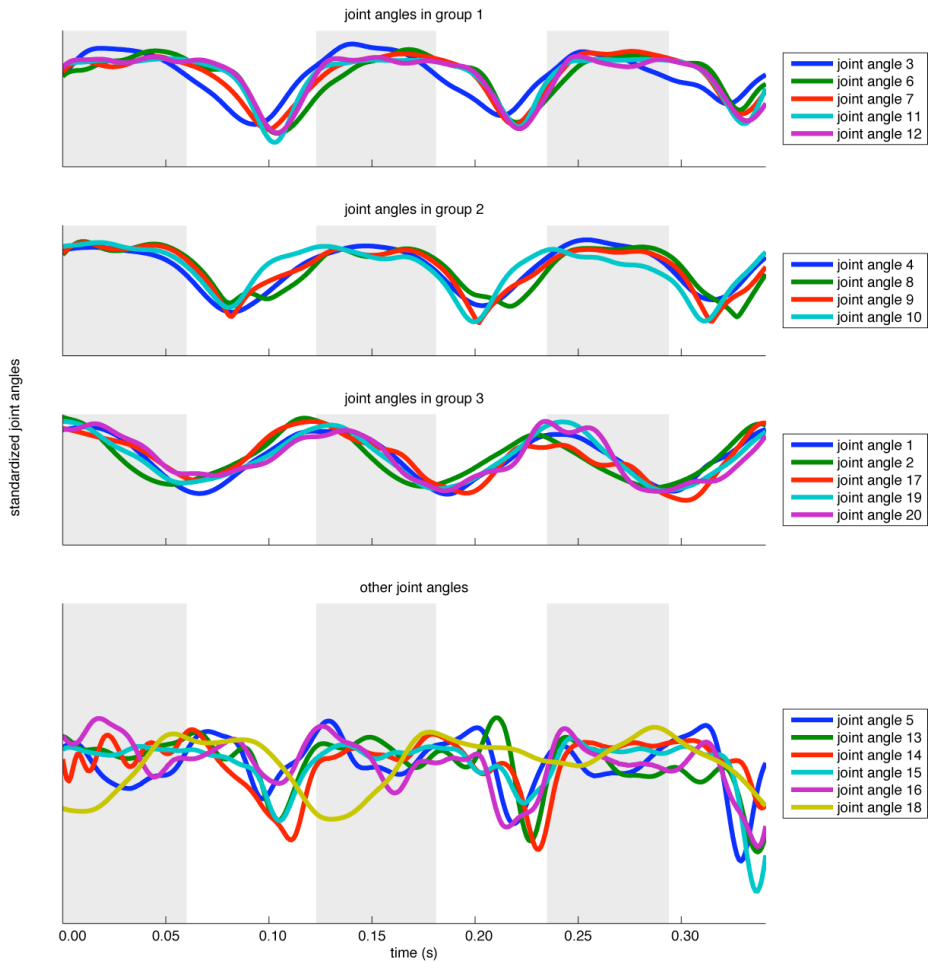 joint angles in group 1
joint angle 3
joint angle 6
joint angle 7
joint angle 11
joint angle 12
joint angles in group 2
joint angle 4
joint angle 8
joint angle 9
joint angle 10
standardized joint angles
joint angles in group 3
joint angle 1
joint angle 2
joint angle 17
joint angle 19
joint angle 20
other joint angles
joint angle 5
joint angle 13
joint angle 14
joint angle 15
joint angle 16
joint angle 18
0.00 0.05 0.10 0.15 0.20 0.25 0.30
time (s)